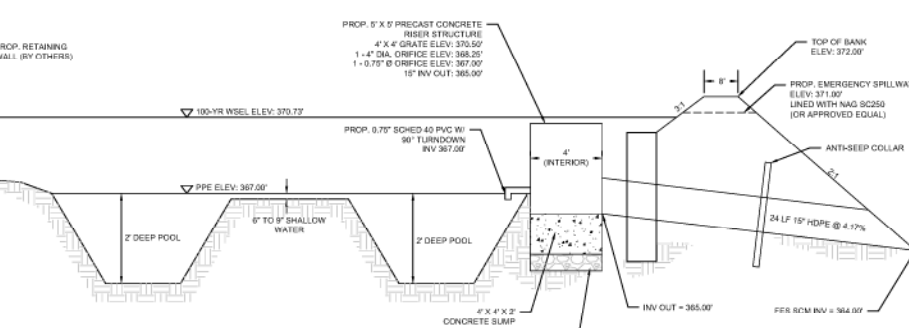 ROP. RETAINING
WALL (BY OTHERS)
PROP. 5' X 5' PRECAST CONCRETE
RISER STRUCTURE
4' X 4' GRATE ELEV: 370.50'
1 - 4" DIA. ORIFICE ELEV: 368.25'
1 - 0.75" Ø ORIFICE ELEV: 367.00'
15" INV OUT: 365.00'
TOP OF BANK
ELEV: 372.00'
8'
PROP. EMERGENCY SPILLWA
ELEV: 371.00'
LINED WITH NAG SC250
(OR APPROVED EQUAL)
3:1
100-YR WSEL ELEV: 370.73'
PROP. 0.75" SCHED 40 PVC W/
90° TURNDOWN
INV 367.00'
4'
(INTERIOR)
ANTI-SEEP COLLAR
2:1
PPE ELEV: 367.00'
6" TO 9" SHALLOW
WATER
2' DEEP POOL
2' DEEP POOL
24 LF 15" HDPE @ 4.17%
4' X 4' X 2'
CONCRETE SUMP
INV OUT = 365.00'
FES SCM INV = 364.00'